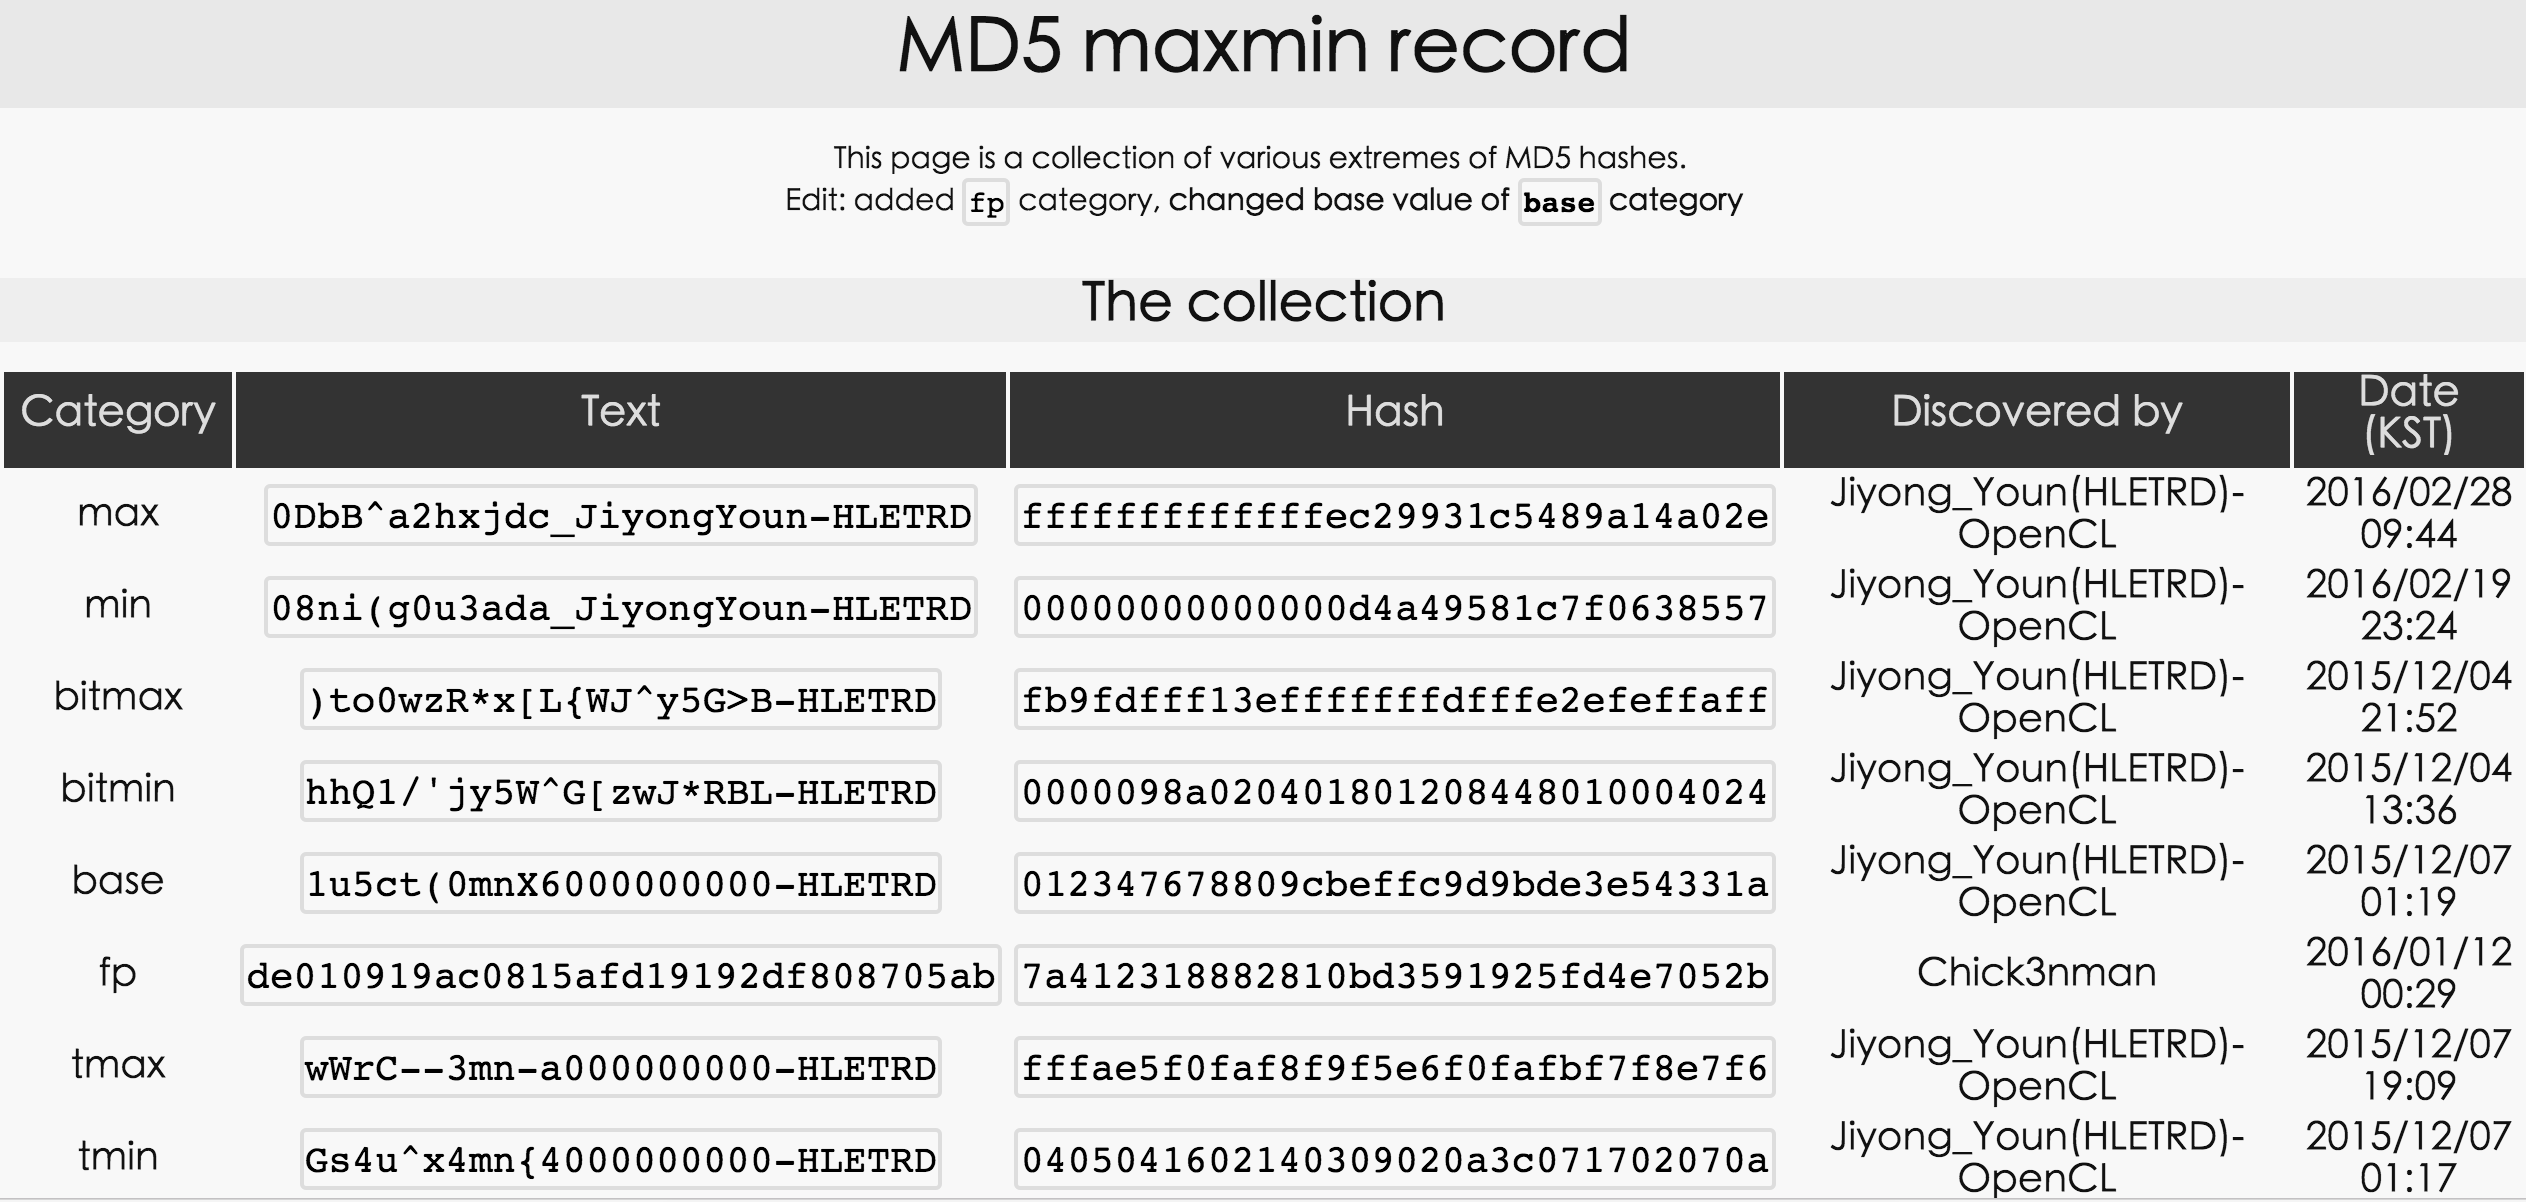 MD5 maxmin record
This page is a collection of various extremes of MD5 hashes.
Edit: added fp category, changed base value of base category
The collection
Category Text Hash Discovered by Date (KST)
max 0DbB^a2hxjdc_JiyongYoun-HLETRD fffffffffffffec29931c5489a14a02e Jiyong_Youn(HLETRD)-OpenCL 2016/02/28 09:44
min 08ni(g0u3ada_JiyongYoun-HLETRD 00000000000000d4a49581c7f0638557 Jiyong_Youn(HLETRD)-OpenCL 2016/02/19 23:24
bitmax )to0wzR*x[L{WJ^y5G>B-HLETRD fb9fdfff13efffffffdfffe2efeffaff Jiyong_Youn(HLETRD)-OpenCL 2015/12/04 21:52
bitmin hhQ1/'jy5W^G[zwJ*RBL-HLETRD 0000098a020401801208448010004024 Jiyong_Youn(HLETRD)-OpenCL 2015/12/04 13:36
base 1u5ct(0mnX6000000000-HLETRD 012347678809cbeffc9d9bde3e54331a Jiyong_Youn(HLETRD)-OpenCL 2015/12/07 01:19
fp de010919ac0815afd19192df808705ab 7a412318882810bd3591925fd4e7052b Chick3nman 2016/01/12 00:29
tmax wWrC--3mn-a000000000-HLETRD fffae5f0faf8f9f5e6f0fafbf7f8e7f6 Jiyong_Youn(HLETRD)-OpenCL 2015/12/07 19:09
tmin Gs4u^x4mn{4000000000-HLETRD 0405041602140309020a3c071702070a Jiyong_Youn(HLETRD)-OpenCL 2015/12/07 01:17